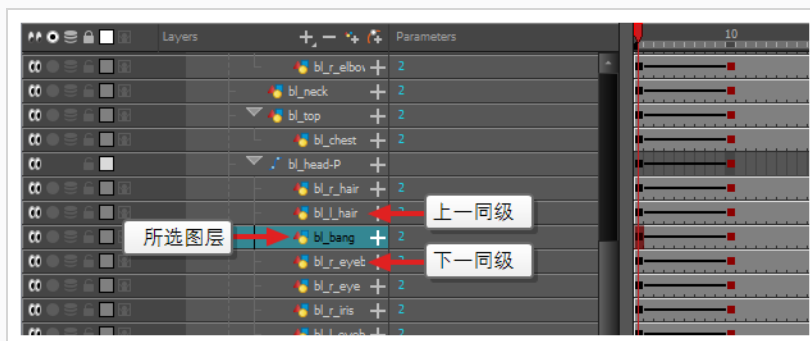 Layers Parameters 10
bl_r_elbov 2
bl_neck 2
bl_top 2
bl_chest 2
bl_head-P
bl_r_hair 2
bl_l_hair 上一同级
所选图层 bl_bang 2
bl_r_eyeb 下一同级
bl_r_eye 2
bl_r_iris 2